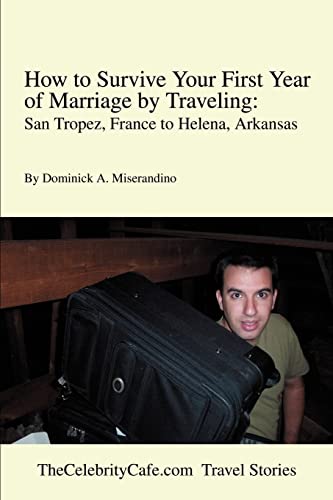 How to Survive Your First Year
of Marriage by Traveling:
San Tropez, France to Helena, Arkansas
By Dominick A. Miserandino
TheCelebrityCafe.com Travel Stories